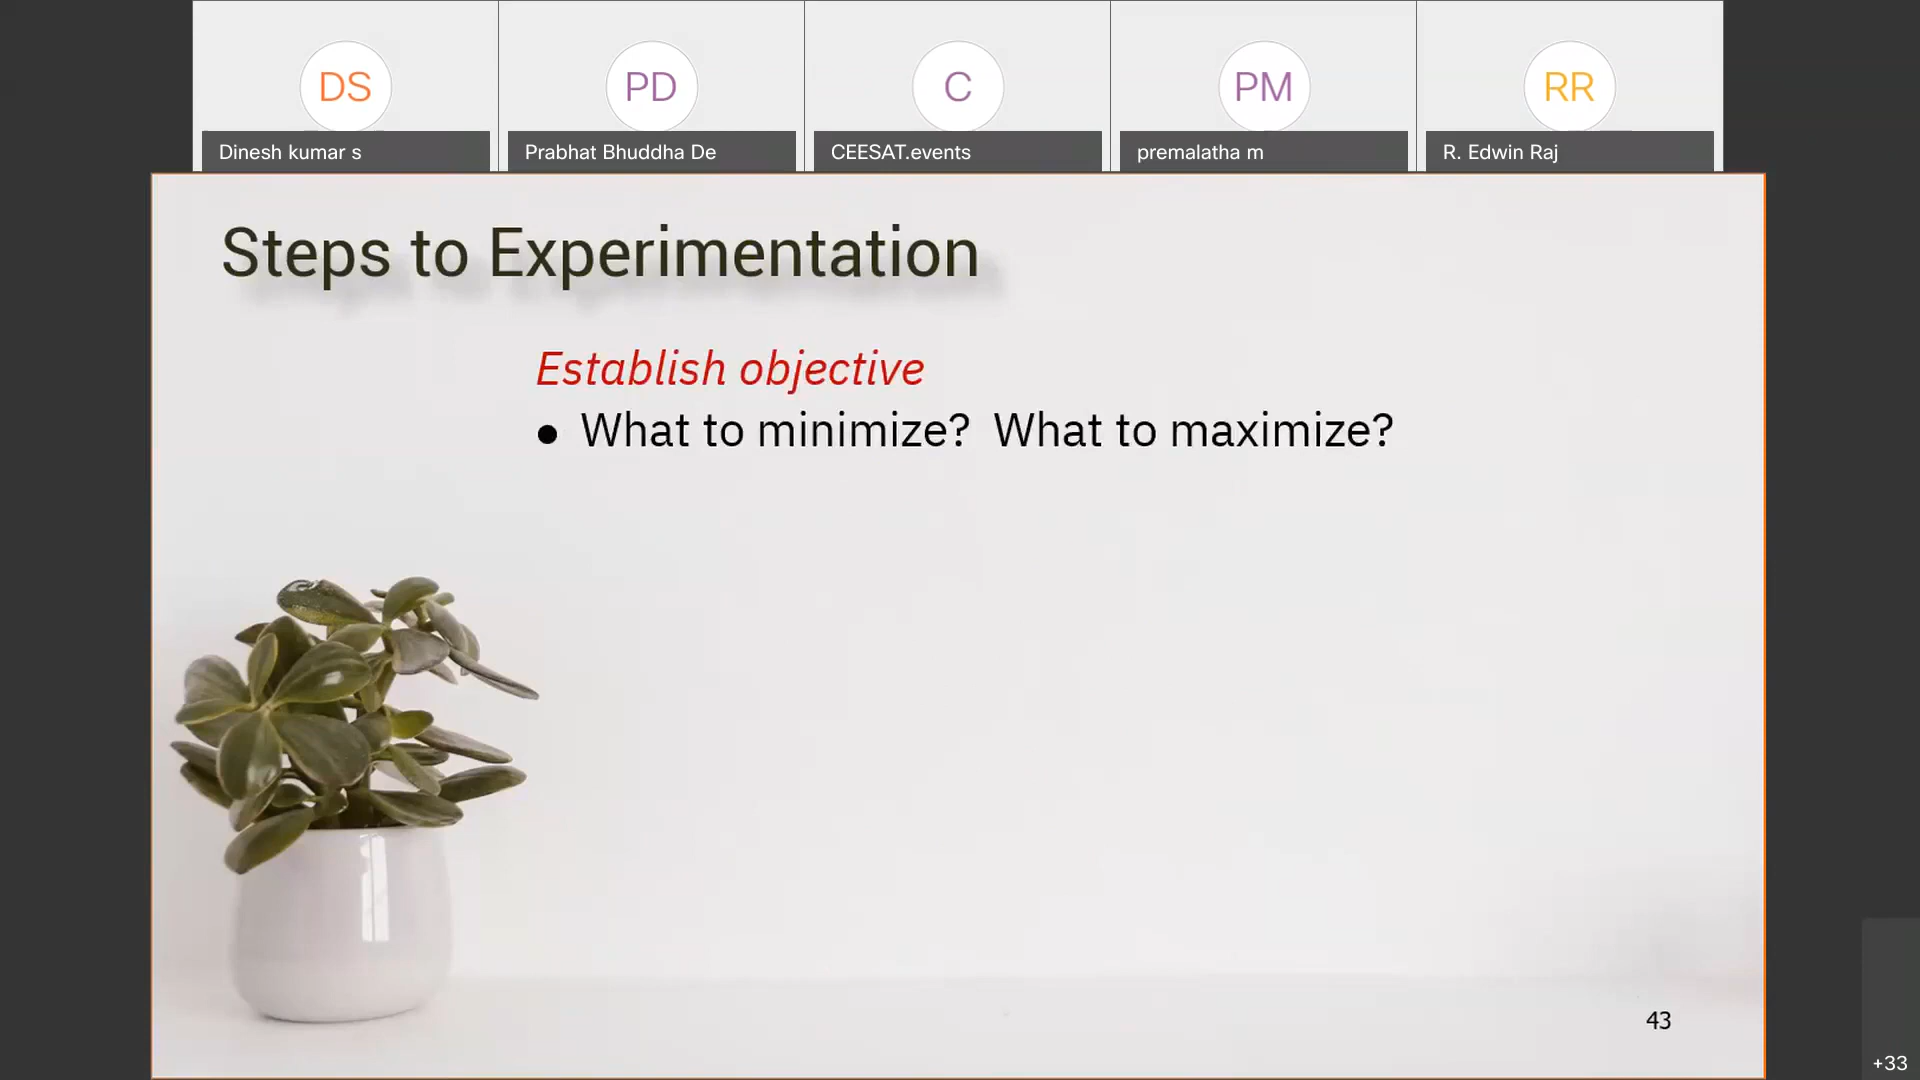 DS
PD
C
PM
RR
Dinesh kumar s
Prabhat Bhuddha De
CEESAT.events
premalatha m
R. Edwin Raj
Steps to Experimentation
Establish objective
● What to minimize?  What to maximize?
43
+33